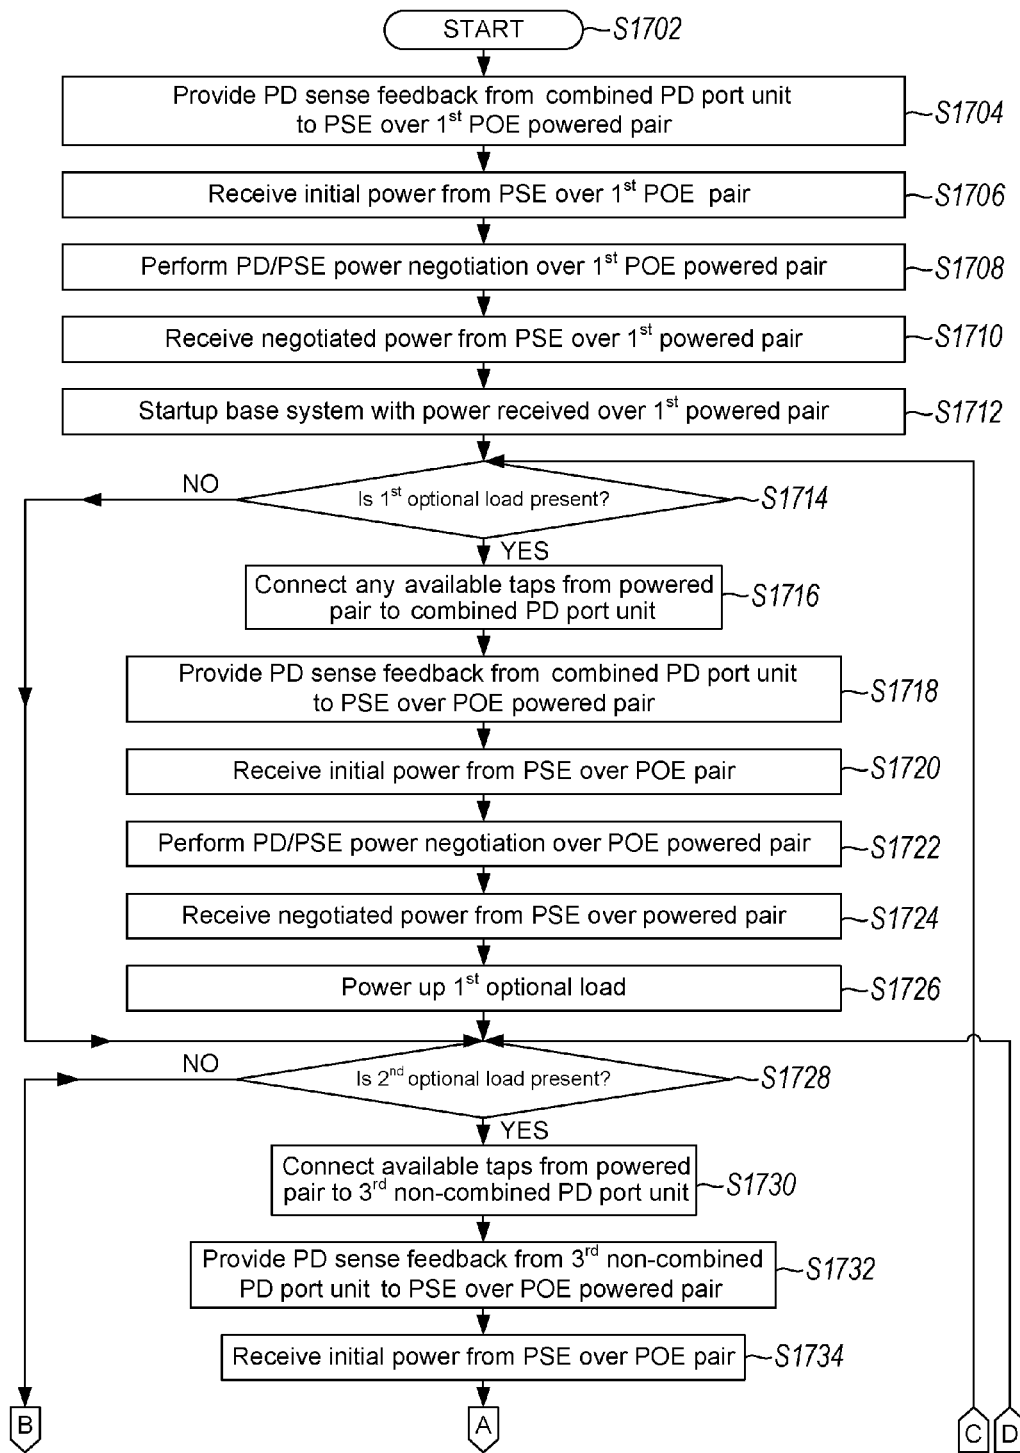 START
S1702
Provide PD sense feedback from combined PD port unit
to PSE over 1st POE powered pair
S1704
Receive initial power from PSE over 1st POE pair
S1706
Perform PD/PSE power negotiation over 1st POE powered pair
S1708
Receive negotiated power from PSE over 1st powered pair
S1710
Startup base system with power received over 1st powered pair
S1712
NO
Is 1st optional load present?
S1714
YES
Connect any available taps from powered
pair to combined PD port unit
S1716
Provide PD sense feedback from combined PD port unit
to PSE over POE powered pair
S1718
Receive initial power from PSE over POE pair
S1720
Perform PD/PSE power negotiation over POE powered pair
S1722
Receive negotiated power from PSE over powered pair
S1724
Power up 1st optional load
S1726
NO
Is 2nd optional load present?
S1728
YES
Connect available taps from powered
pair to 3rd non-combined PD port unit
S1730
Provide PD sense feedback from 3rd non-combined
PD port unit to PSE over POE powered pair
S1732
Receive initial power from PSE over POE pair
S1734
B
A
C
D